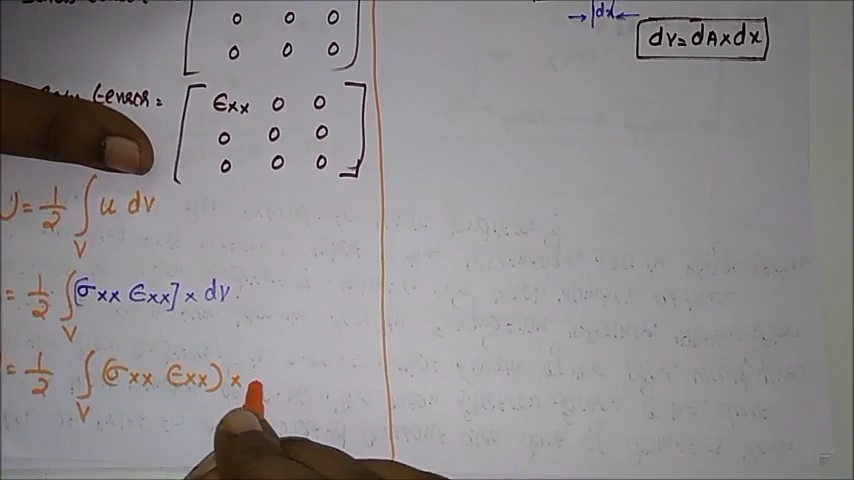 0 0 0
0 0 0
tensor =
Єxx 0 0
0 0 0
0 0 0
U = 1/2 ∫V u dV
= 1/2 ∫V [σxx Єxx] x dV
= 1/2 ∫V (σxx Єxx) x
dx
dV = dA x dx